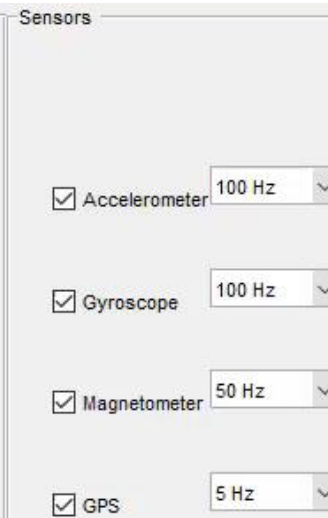 Sensors
Accelerometer 100 Hz
Gyroscope 100 Hz
Magnetometer 50 Hz
GPS 5 Hz